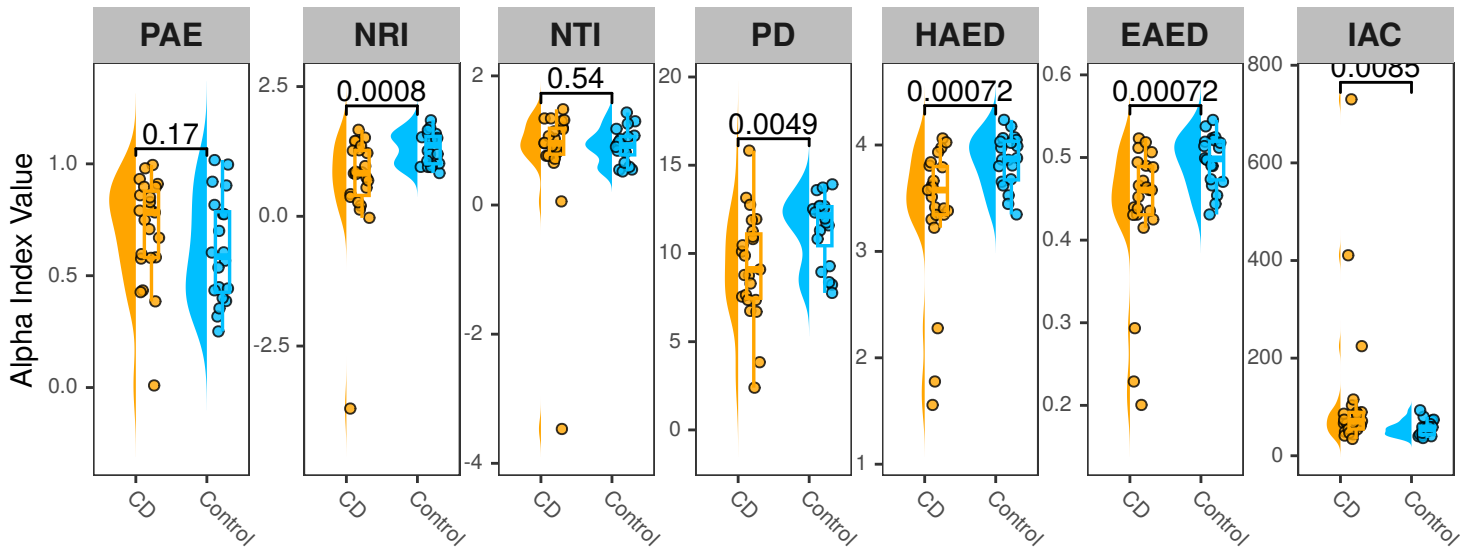 PAE NRI NTI PD HAED EAED IAC
Alpha Index Value
0.0 0.5 1.0
0.17
CD Control
-2.5 0.0 2.5
0.0008
CD Control
-4 -2 0 2
0.54
CD Control
0 5 10 15 20
0.0049
CD Control
1 2 3 4
0.00072
CD Control
0.2 0.3 0.4 0.5 0.6
0.00072
CD Control
0 200 400 600 800
0.0085
CD Control